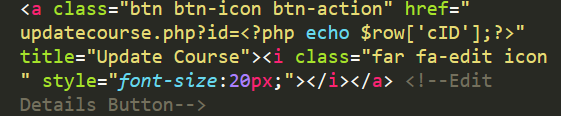 <a class="btn btn-icon btn-action" href="
updatecourse.php?id=<?php echo $row['cID'];?>"
title="Update Course"><i class="far fa-edit icon
" style="font-size:20px;"></i></a> <!--Edit
Details Button-->